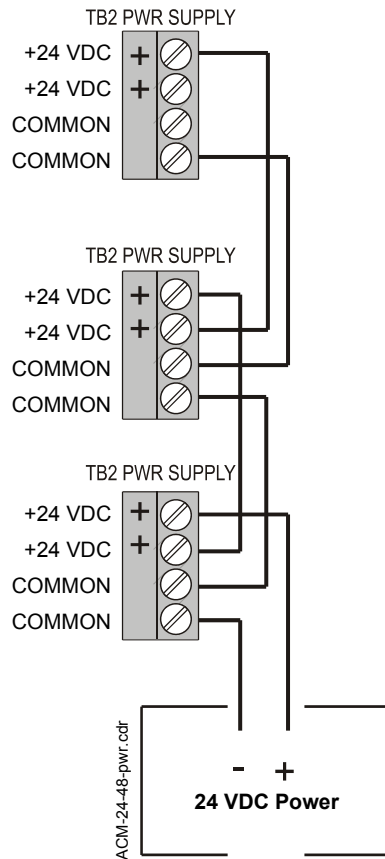 TB2 PWR SUPPLY
+24 VDC +
+24 VDC +
COMMON
COMMON
TB2 PWR SUPPLY
+24 VDC +
+24 VDC +
COMMON
COMMON
TB2 PWR SUPPLY
+24 VDC +
+24 VDC +
COMMON
COMMON
ACM-24-48-pwr.cdr
- +
24 VDC Power